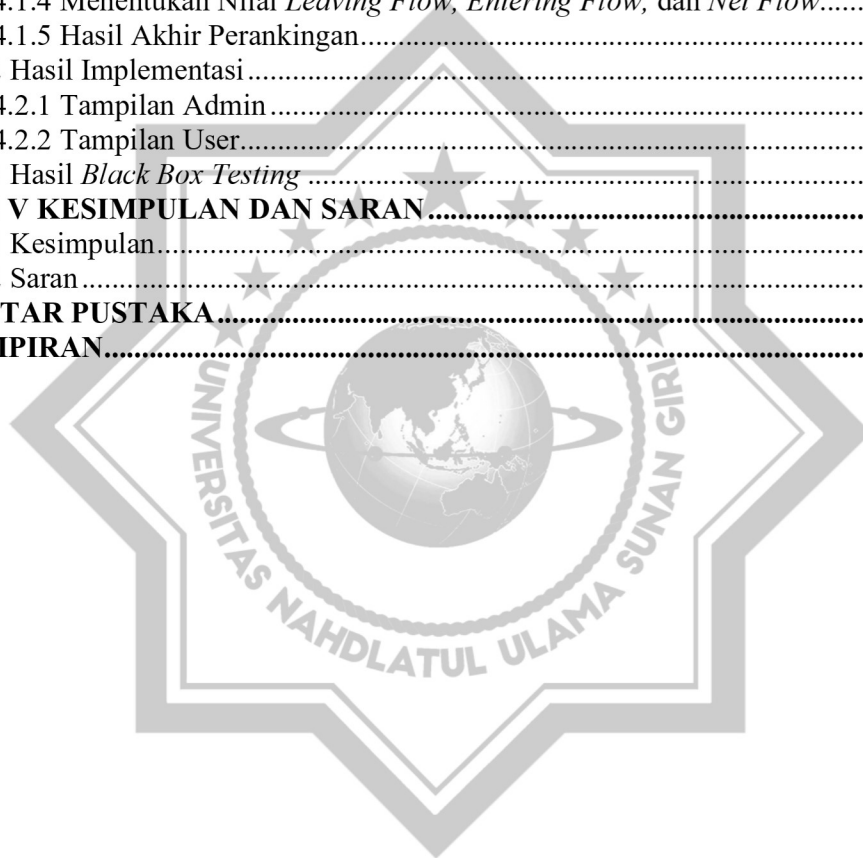 4.1.4 Menentukan Nilai Leaving Flow, Entering Flow, dan Net Flow......
4.1.5 Hasil Akhir Perankingan......
Hasil Implementasi......
4.2.1 Tampilan Admin......
4.2.2 Tampilan User......
Hasil Black Box Testing......
V KESIMPULAN DAN SARAN......
Kesimpulan......
Saran......
TAR PUSTAKA......
PIRAN......
UNIVERSITAS NAHDLATUL ULAMA SUNAN GIRI